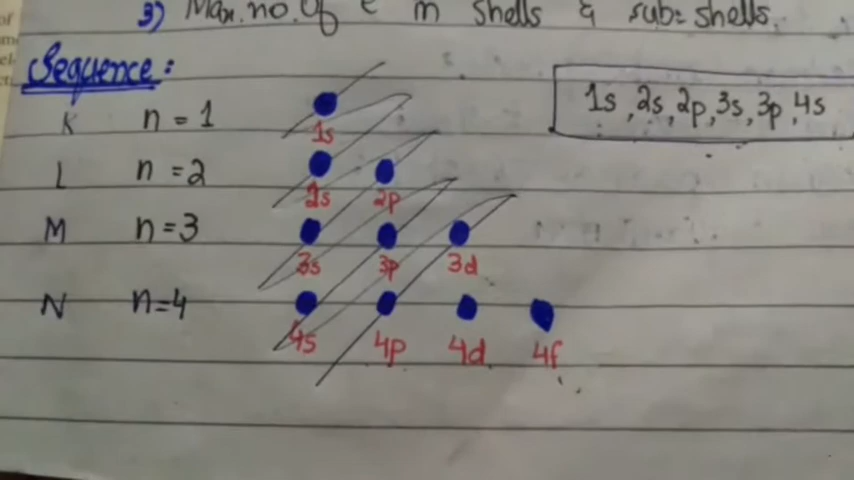 3) Max. no. of e⁻ in shells & sub-shells.
Sequence:
1s, 2s, 2p, 3s, 3p, 4s
K n = 1
1s
L n = 2
2s 2p
M n = 3
3s 3p 3d
N n = 4
4s 4p 4d 4f